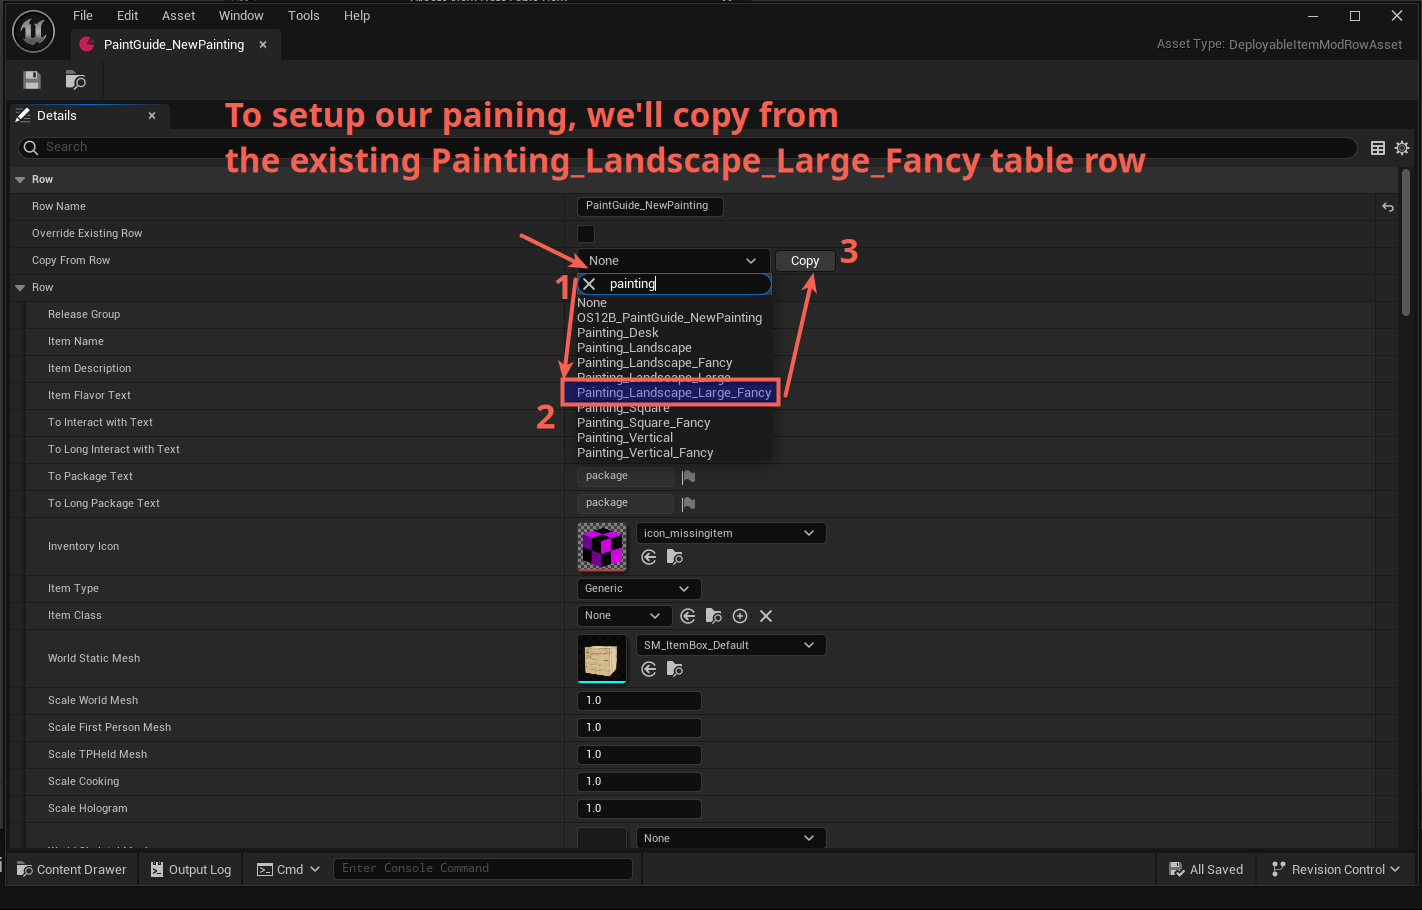 File Edit Asset Window Tools Help
PaintGuide_NewPainting
Asset Type: DeployableItemModRowAsset
Details
To setup our paining, we'll copy from
Search
the existing Painting_Landscape_Large_Fancy table row
Row
Row Name PaintGuide_NewPainting
Override Existing Row
Copy From Row None Copy 3
1 painting
Row
None
Release Group
OS12B_PaintGuide_NewPainting
Painting_Desk
Item Name
Painting_Landscape
Painting_Landscape_Fancy
Item Description
Painting_Landscape_Large
Painting_Landscape_Large_Fancy
Item Flavor Text
Painting_Square
2
To Interact with Text
Painting_Square_Fancy
Painting_Vertical
To Long Interact with Text
Painting_Vertical_Fancy
To Package Text package
To Long Package Text package
Inventory Icon icon_missingitem
Item Type Generic
Item Class None
World Static Mesh SM_ItemBox_Default
Scale World Mesh 1.0
Scale First Person Mesh 1.0
Scale TPHeld Mesh 1.0
Scale Cooking 1.0
Scale Hologram 1.0
None
Content Drawer Output Log Cmd Enter Console Command All Saved Revision Control